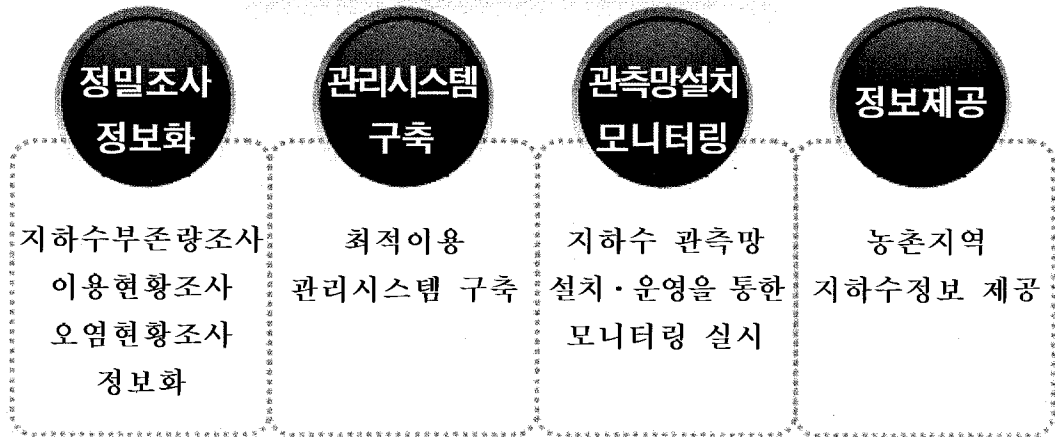 정밀조사
정보화
지하수부존량조사
이용현황조사
오염현황조사
정보화
관리시스템
구축
최적이용
관리시스템 구축
관측망설치
모니터링
지하수 관측망
설치·운영을 통한
모니터링 실시
정보제공
농촌지역
지하수정보 제공